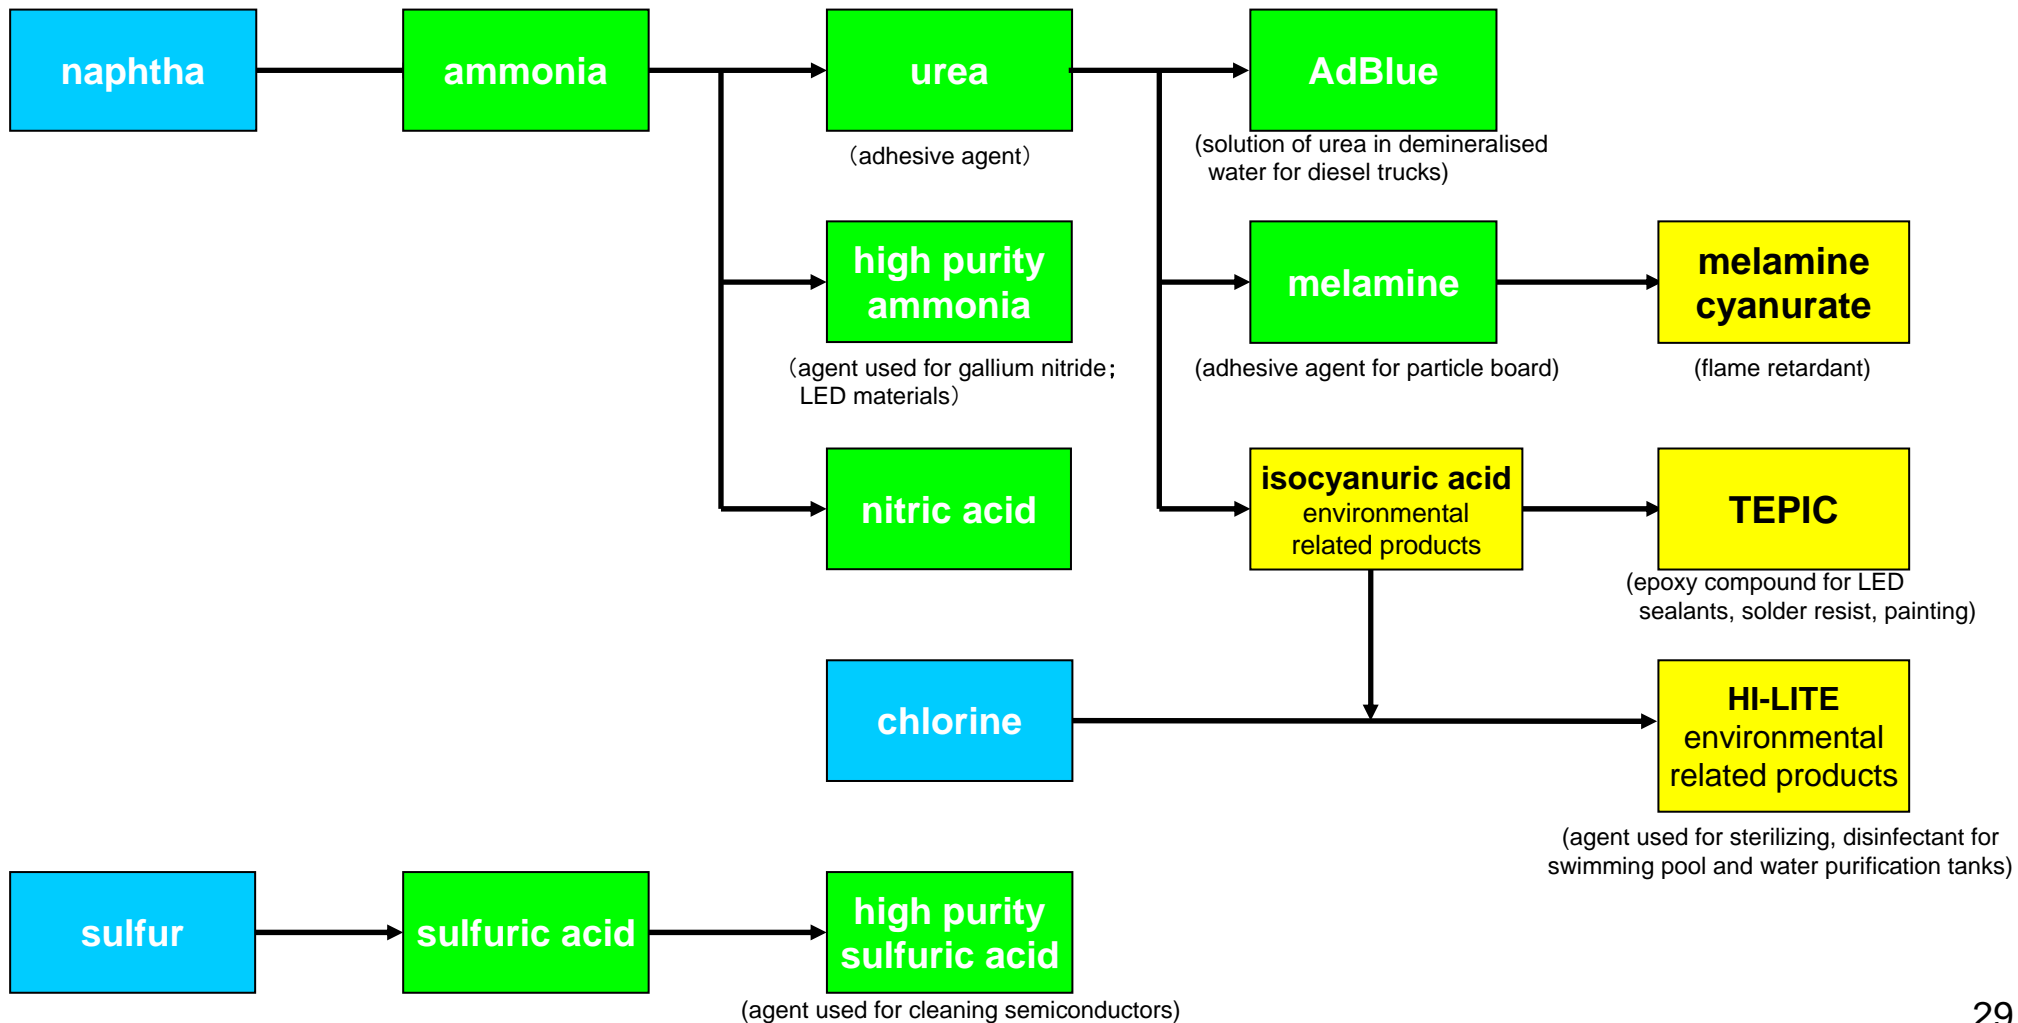 naphtha
ammonia
urea
AdBlue
（adhesive agent）
(solution of urea in demineralised
water for diesel trucks)
high purity
ammonia
melamine
melamine
cyanurate
（agent used for gallium nitride；
LED materials）
(adhesive agent for particle board)
(flame retardant)
nitric acid
isocyanuric acid
environmental
related products
TEPIC
(epoxy compound for LED
sealants, solder resist, painting)
chlorine
HI-LITE
environmental
related products
(agent used for sterilizing, disinfectant for
swimming pool and water purification tanks)
sulfur
sulfuric acid
high purity
sulfuric acid
(agent used for cleaning semiconductors)
29